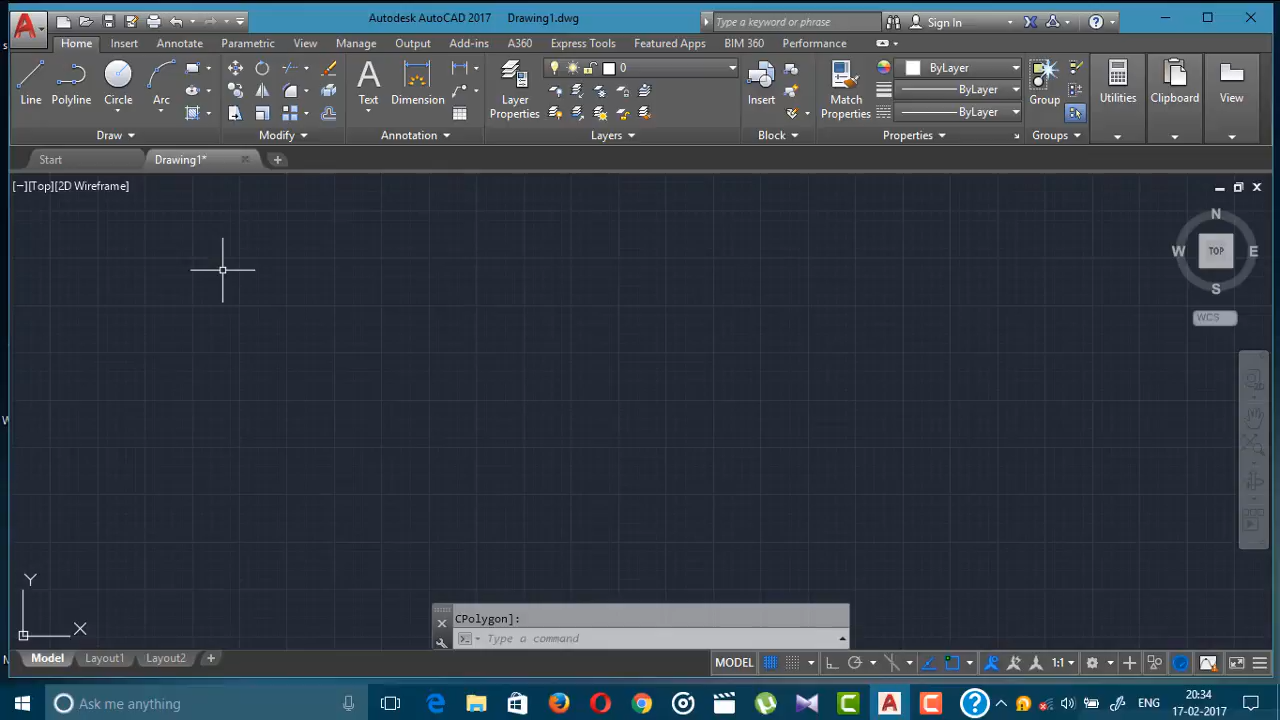 Autodesk AutoCAD 2017 Drawing1.dwg
Type a keyword or phrase
Sign In
Home Insert Annotate Parametric View Manage Output Add-ins A360 Express Tools Featured Apps BIM 360 Performance
Line Polyline Circle Arc
Text Dimension
Layer Properties
0
Insert
Match Properties
ByLayer
ByLayer
ByLayer
Group
Utilities Clipboard View
Draw Modify Annotation Layers Block Properties Groups
Start Drawing1*
[−][Top][2D Wireframe]
N
W TOP E
S
WCS
Y
X
CPolygon]:
Type a command
Model Layout1 Layout2
MODEL 1:1
Ask me anything
ENG
20:34
17-02-2017